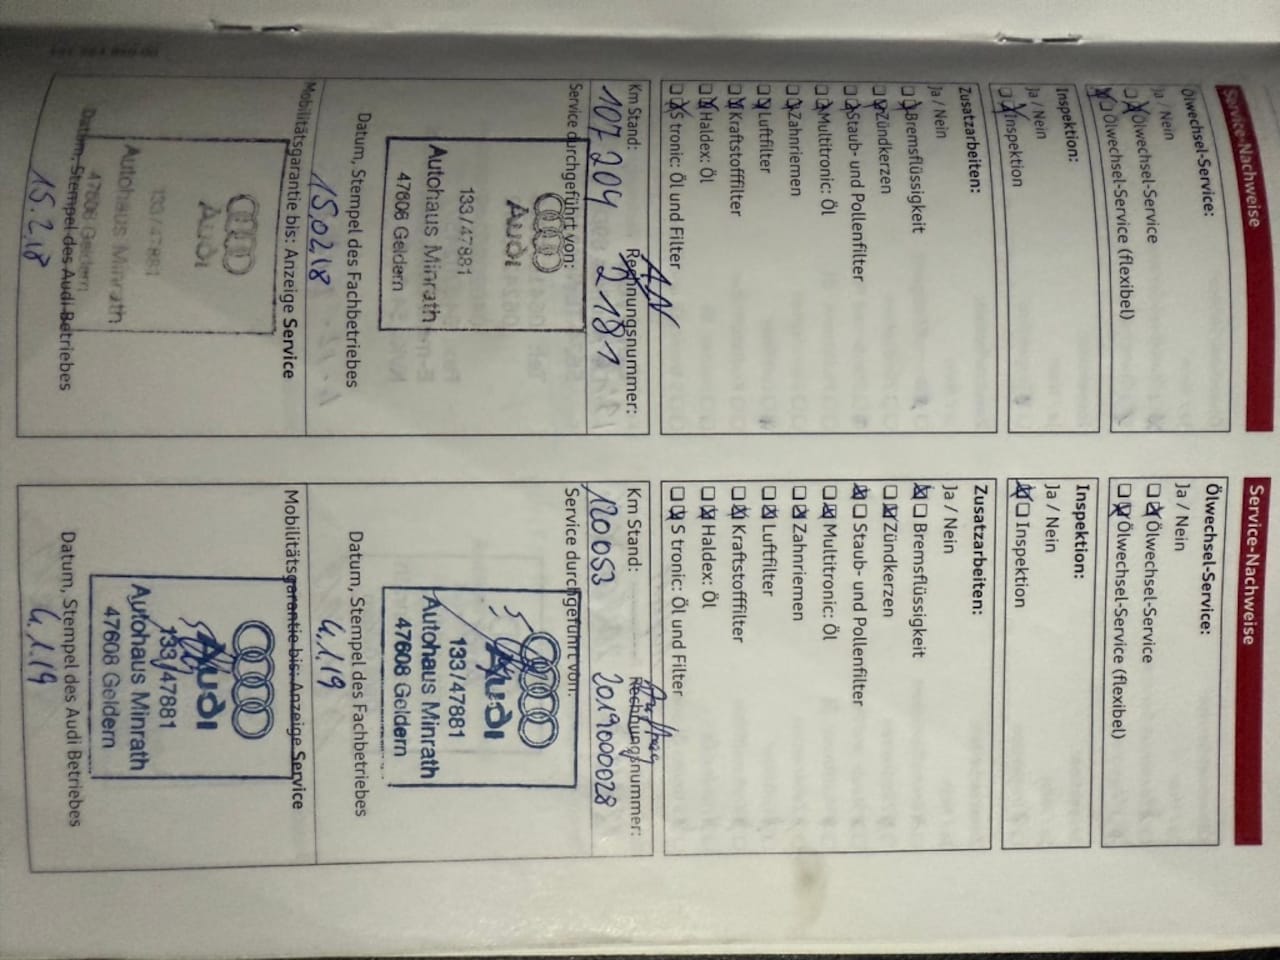 Service-Nachweise
Ölwechsel-Service:
Ja / Nein
Ölwechsel-Service
Ölwechsel-Service (flexibel)
Inspektion:
Ja / Nein
Inspektion
Zusatzarbeiten:
Ja / Nein
Bremsflüssigkeit
Zündkerzen
Staub- und Pollenfilter
Multitronic: Öl
Zahnriemen
Luftfilter
Kraftstofffilter
Haldex: Öl
S tronic: Öl und Filter
Km Stand: Rechnungsnummer:
107 204 2181
Service durchgeführt von:
Audi
133/47881
Autohaus Minrath
47608 Geldern
Datum, Stempel des Fachbetriebes
15.02.18
Mobilitätsgarantie bis: Anzeige Service
Audi
133/47881
Autohaus Minrath
47608 Geldern
Datum, Stempel des Audi Betriebes
15.2.18
Service-Nachweise
Ölwechsel-Service:
Ja / Nein
Ölwechsel-Service
Ölwechsel-Service (flexibel)
Inspektion:
Ja / Nein
Inspektion
Zusatzarbeiten:
Ja / Nein
Bremsflüssigkeit
Zündkerzen
Staub- und Pollenfilter
Multitronic: Öl
Zahnriemen
Luftfilter
Kraftstofffilter
Haldex: Öl
S tronic: Öl und Filter
Km Stand: Rechnungsnummer:
120053 2019000028
Service durchgeführt von:
Audi
133/47881
Autohaus Minrath
47608 Geldern
Datum, Stempel des Fachbetriebes
4.1.19
Mobilitätsgarantie bis: Anzeige Service
Audi
133/47881
Autohaus Minrath
47608 Geldern
Datum, Stempel des Audi Betriebes
4.1.19